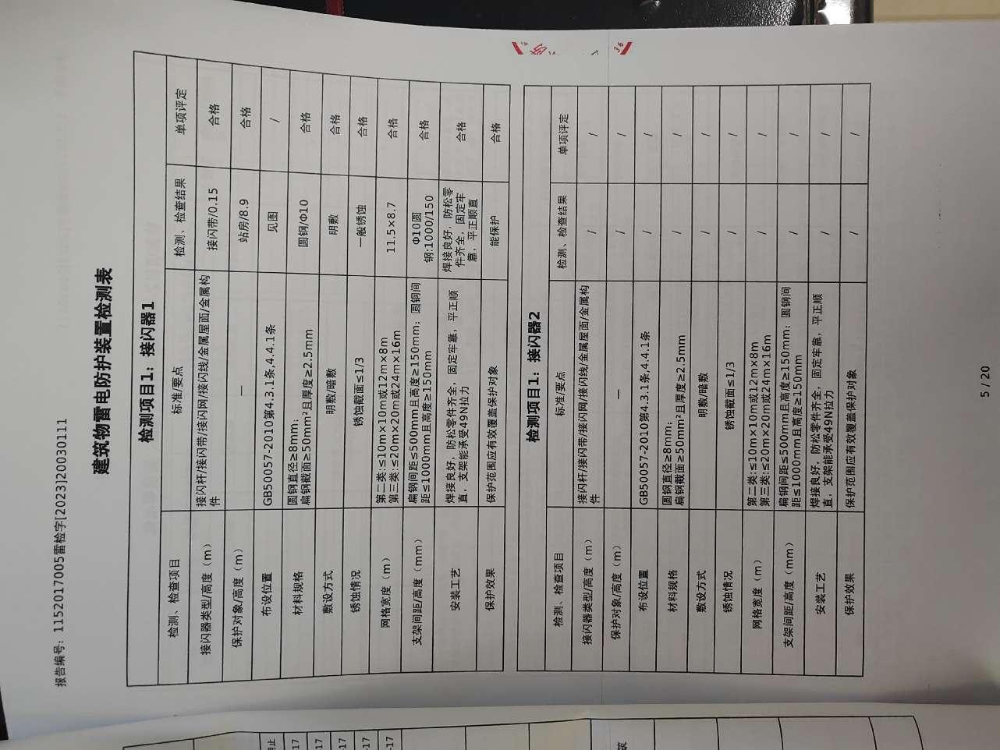 报告编号：1152017005雷检字[2023]20030111
建筑物雷电防护装置检测表
检测项目1：接闪器1
检测、检查项目 标准/要点 检测、检查结果 单项评定
接闪器类型/高度（m） 接闪杆/接闪带/接闪网/接闪线/金属屋面/金属构 接闪带/0.15 合格
件
保护对象/高度（m） — 站房/8.9 合格
布设位置 GB50057-2010第4.3.1条,4.4.1条 见图 /
材料规格 圆钢直径≥8mm； 圆钢/Φ10 合格
扁钢截面≥50mm²且厚度≥2.5mm
敷设方式 明敷/暗敷 明敷 合格
锈蚀情况 锈蚀截面≤1/3 一般锈蚀 合格
网格宽度（m） 第二类:≤10m×10m或12m×8m 11.5×8.7 合格
第三类:≤20m×20m或24m×16m
支架间距/高度（mm） 扁钢间距≤500mm且高度≥150mm；圆钢间 Φ10圆 合格
距≤1000mm且高度≥150mm 钢:1000/150
安装工艺 焊接良好，防松零件齐全，固定牢靠，平正顺 焊接良好，防松零 合格
直，支架能承受49N拉力 件齐全，固定牢
靠，平正顺直
保护效果 保护范围应有效覆盖保护对象 能保护 合格
检测项目1：接闪器2
检测、检查项目 标准/要点 检测、检查结果 单项评定
接闪器类型/高度（m） 接闪杆/接闪带/接闪网/接闪线/金属屋面/金属构 / /
件
保护对象/高度（m） — / /
布设位置 GB50057-2010第4.3.1条,4.4.1条 / /
材料规格 圆钢直径≥8mm； / /
扁钢截面≥50mm²且厚度≥2.5mm
敷设方式 明敷/暗敷 / /
锈蚀情况 锈蚀截面≤1/3 / /
网格宽度（m） 第二类:≤10m×10m或12m×8m / /
第三类:≤20m×20m或24m×16m
支架间距/高度（mm） 扁钢间距≤500mm且高度≥150mm；圆钢间 / /
距≤1000mm且高度≥150mm
安装工艺 焊接良好，防松零件齐全，固定牢靠，平正顺 / /
直，支架能承受49N拉力
保护效果 保护范围应有效覆盖保护对象 / /
5 / 20
-17
-17
-17
-17
-17